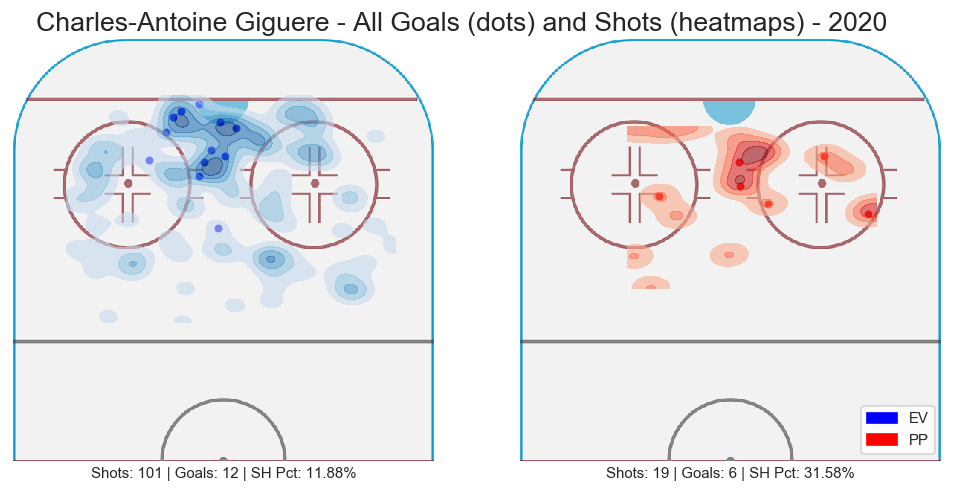 Charles-Antoine Giguere - All Goals (dots) and Shots (heatmaps) - 2020
EV
PP
Shots: 101 | Goals: 12 | SH Pct: 11.88%
Shots: 19 | Goals: 6 | SH Pct: 31.58%